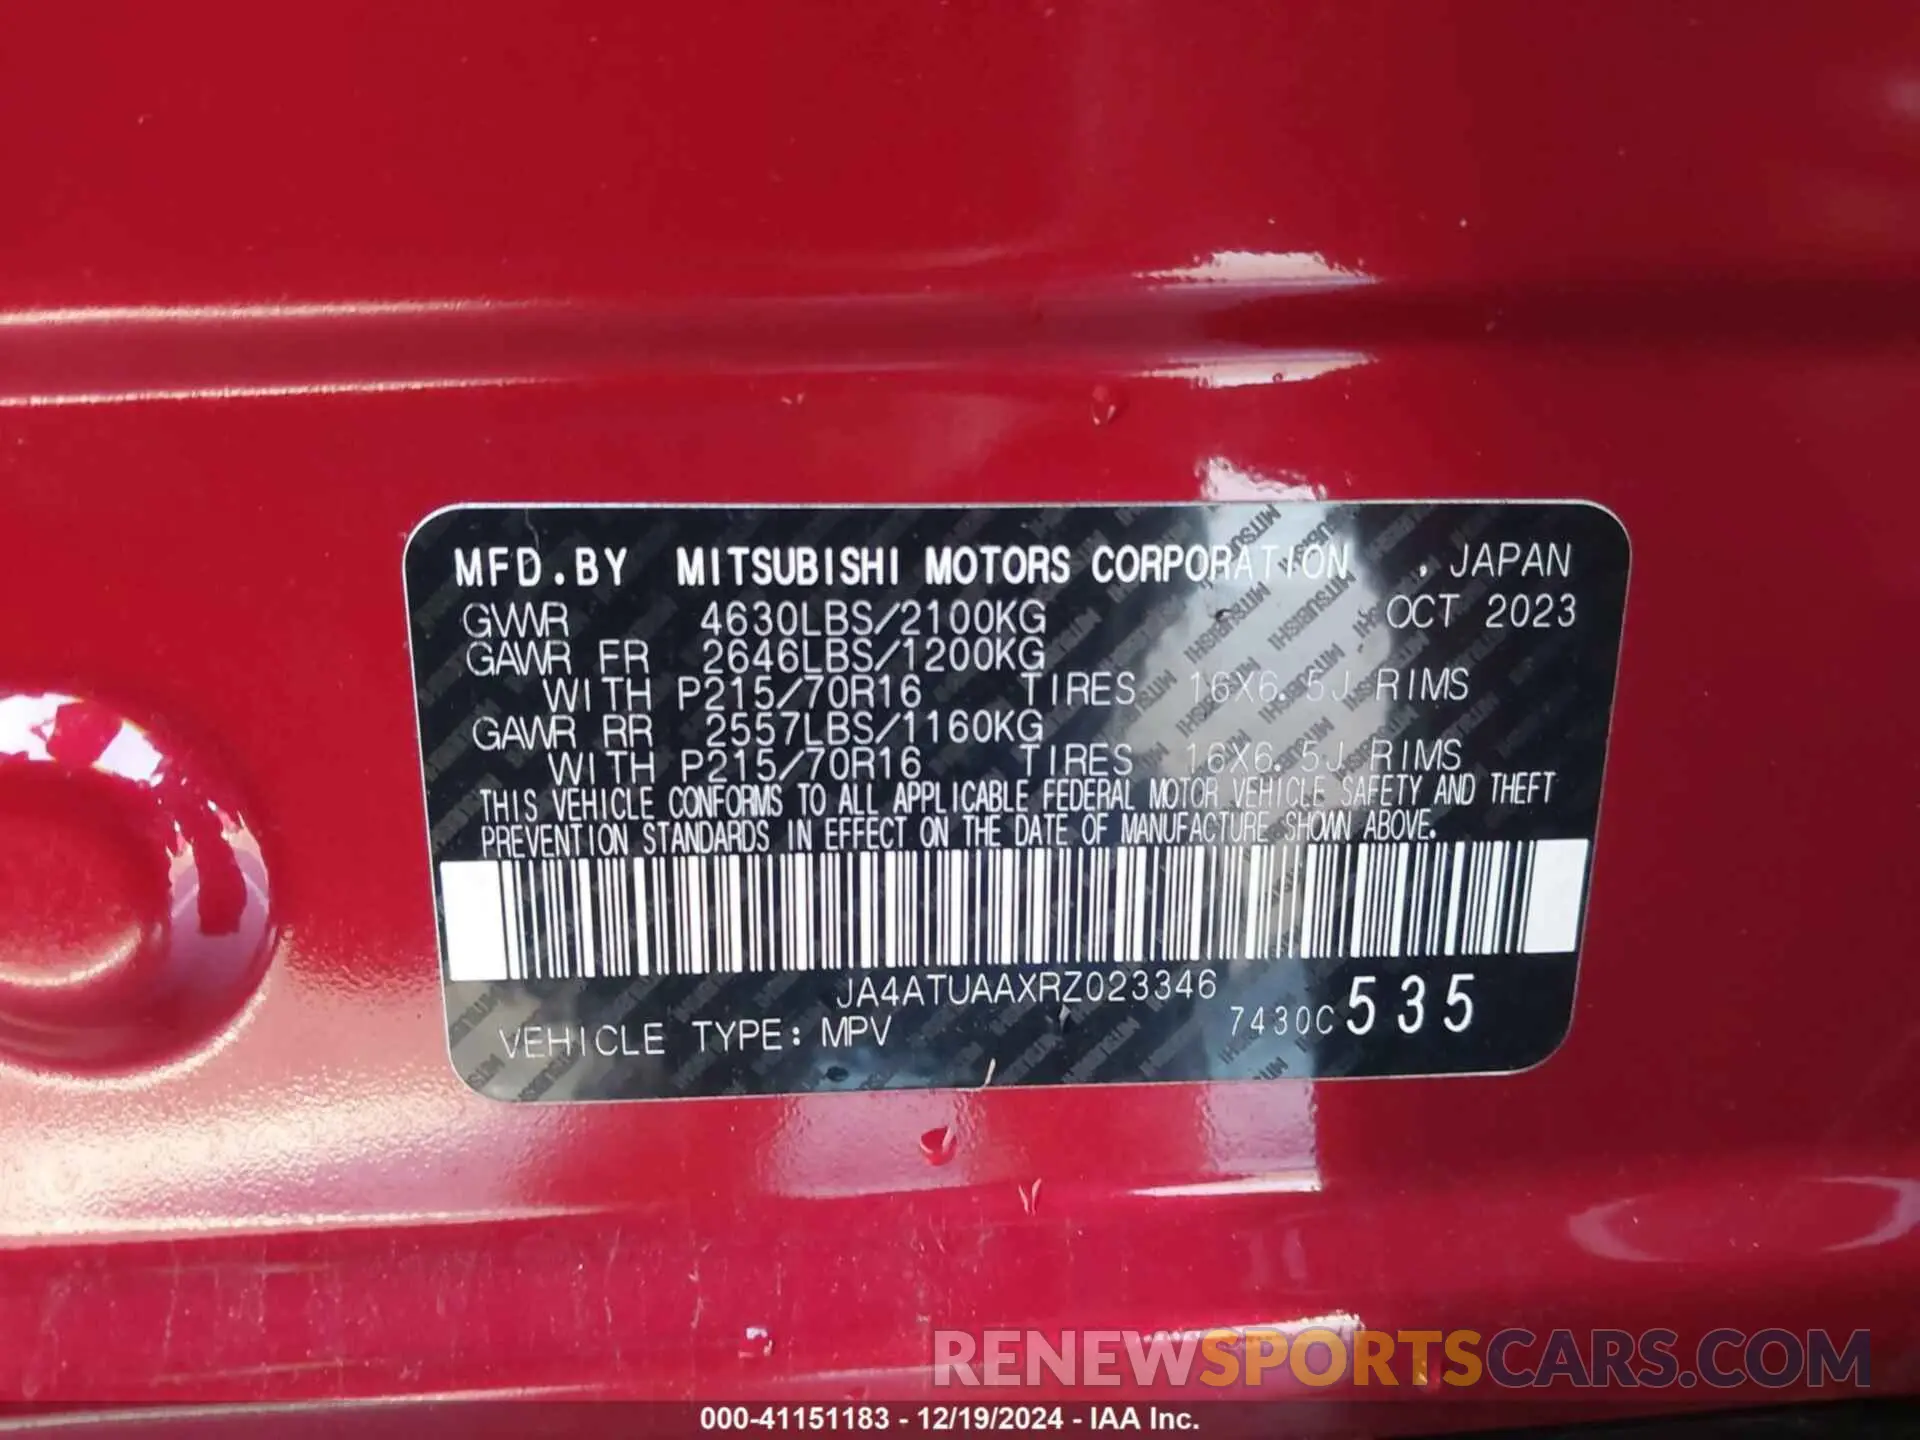 MFD.BY MITSUBISHI MOTORS CORPORATION , JAPAN
GVWR 4630LBS/2100KG OCT 2023
GAWR FR 2646LBS/1200KG
WITH P215/70R16 TIRES 16X6.5J RIMS
GAWR RR 2557LBS/1160KG
WITH P215/70R16 TIRES 16X6.5J RIMS
THIS VEHICLE CONFORMS TO ALL APPLICABLE FEDERAL MOTOR VEHICLE SAFETY AND THEFT
PREVENTION STANDARDS IN EFFECT ON THE DATE OF MANUFACTURE SHOWN ABOVE.
JA4ATUAAXRZ023346
VEHICLE TYPE: MPV 7430C 535
RENEWSPORTSCARS.COM
000-41151183 - 12/19/2024 - IAA Inc.